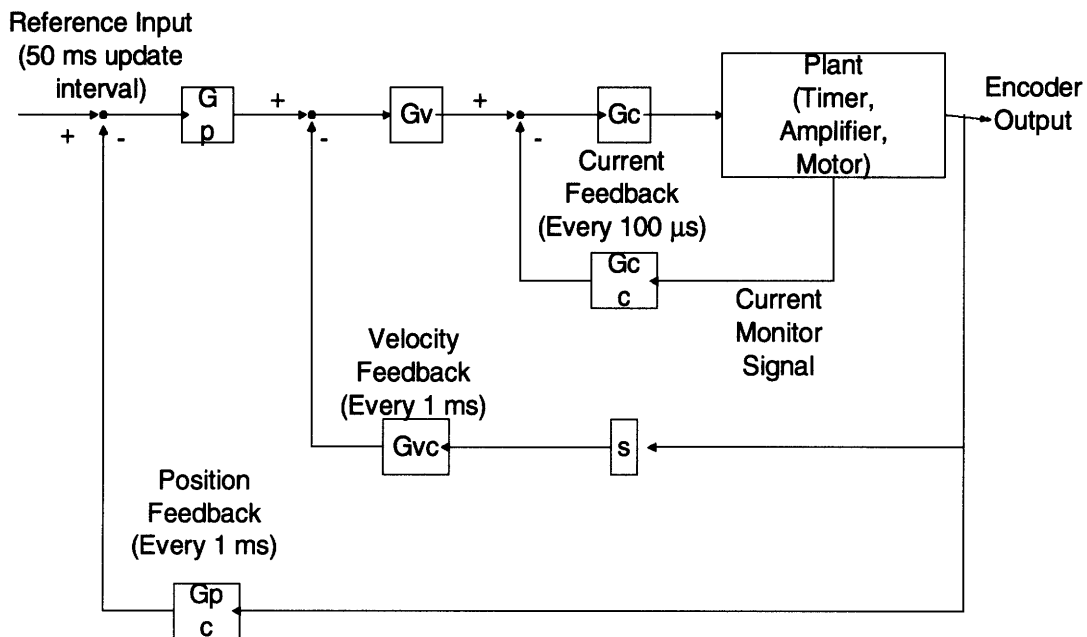 Reference Input
(50 ms update
interval)
+
-
G
p
+
-
Gv
+
-
Gc
Plant
(Timer,
Amplifier,
Motor)
Encoder
Output
Current
Feedback
(Every 100 μs)
Gc
c
Current
Monitor
Signal
Velocity
Feedback
(Every 1 ms)
Gvc
s
Position
Feedback
(Every 1 ms)
Gp
c